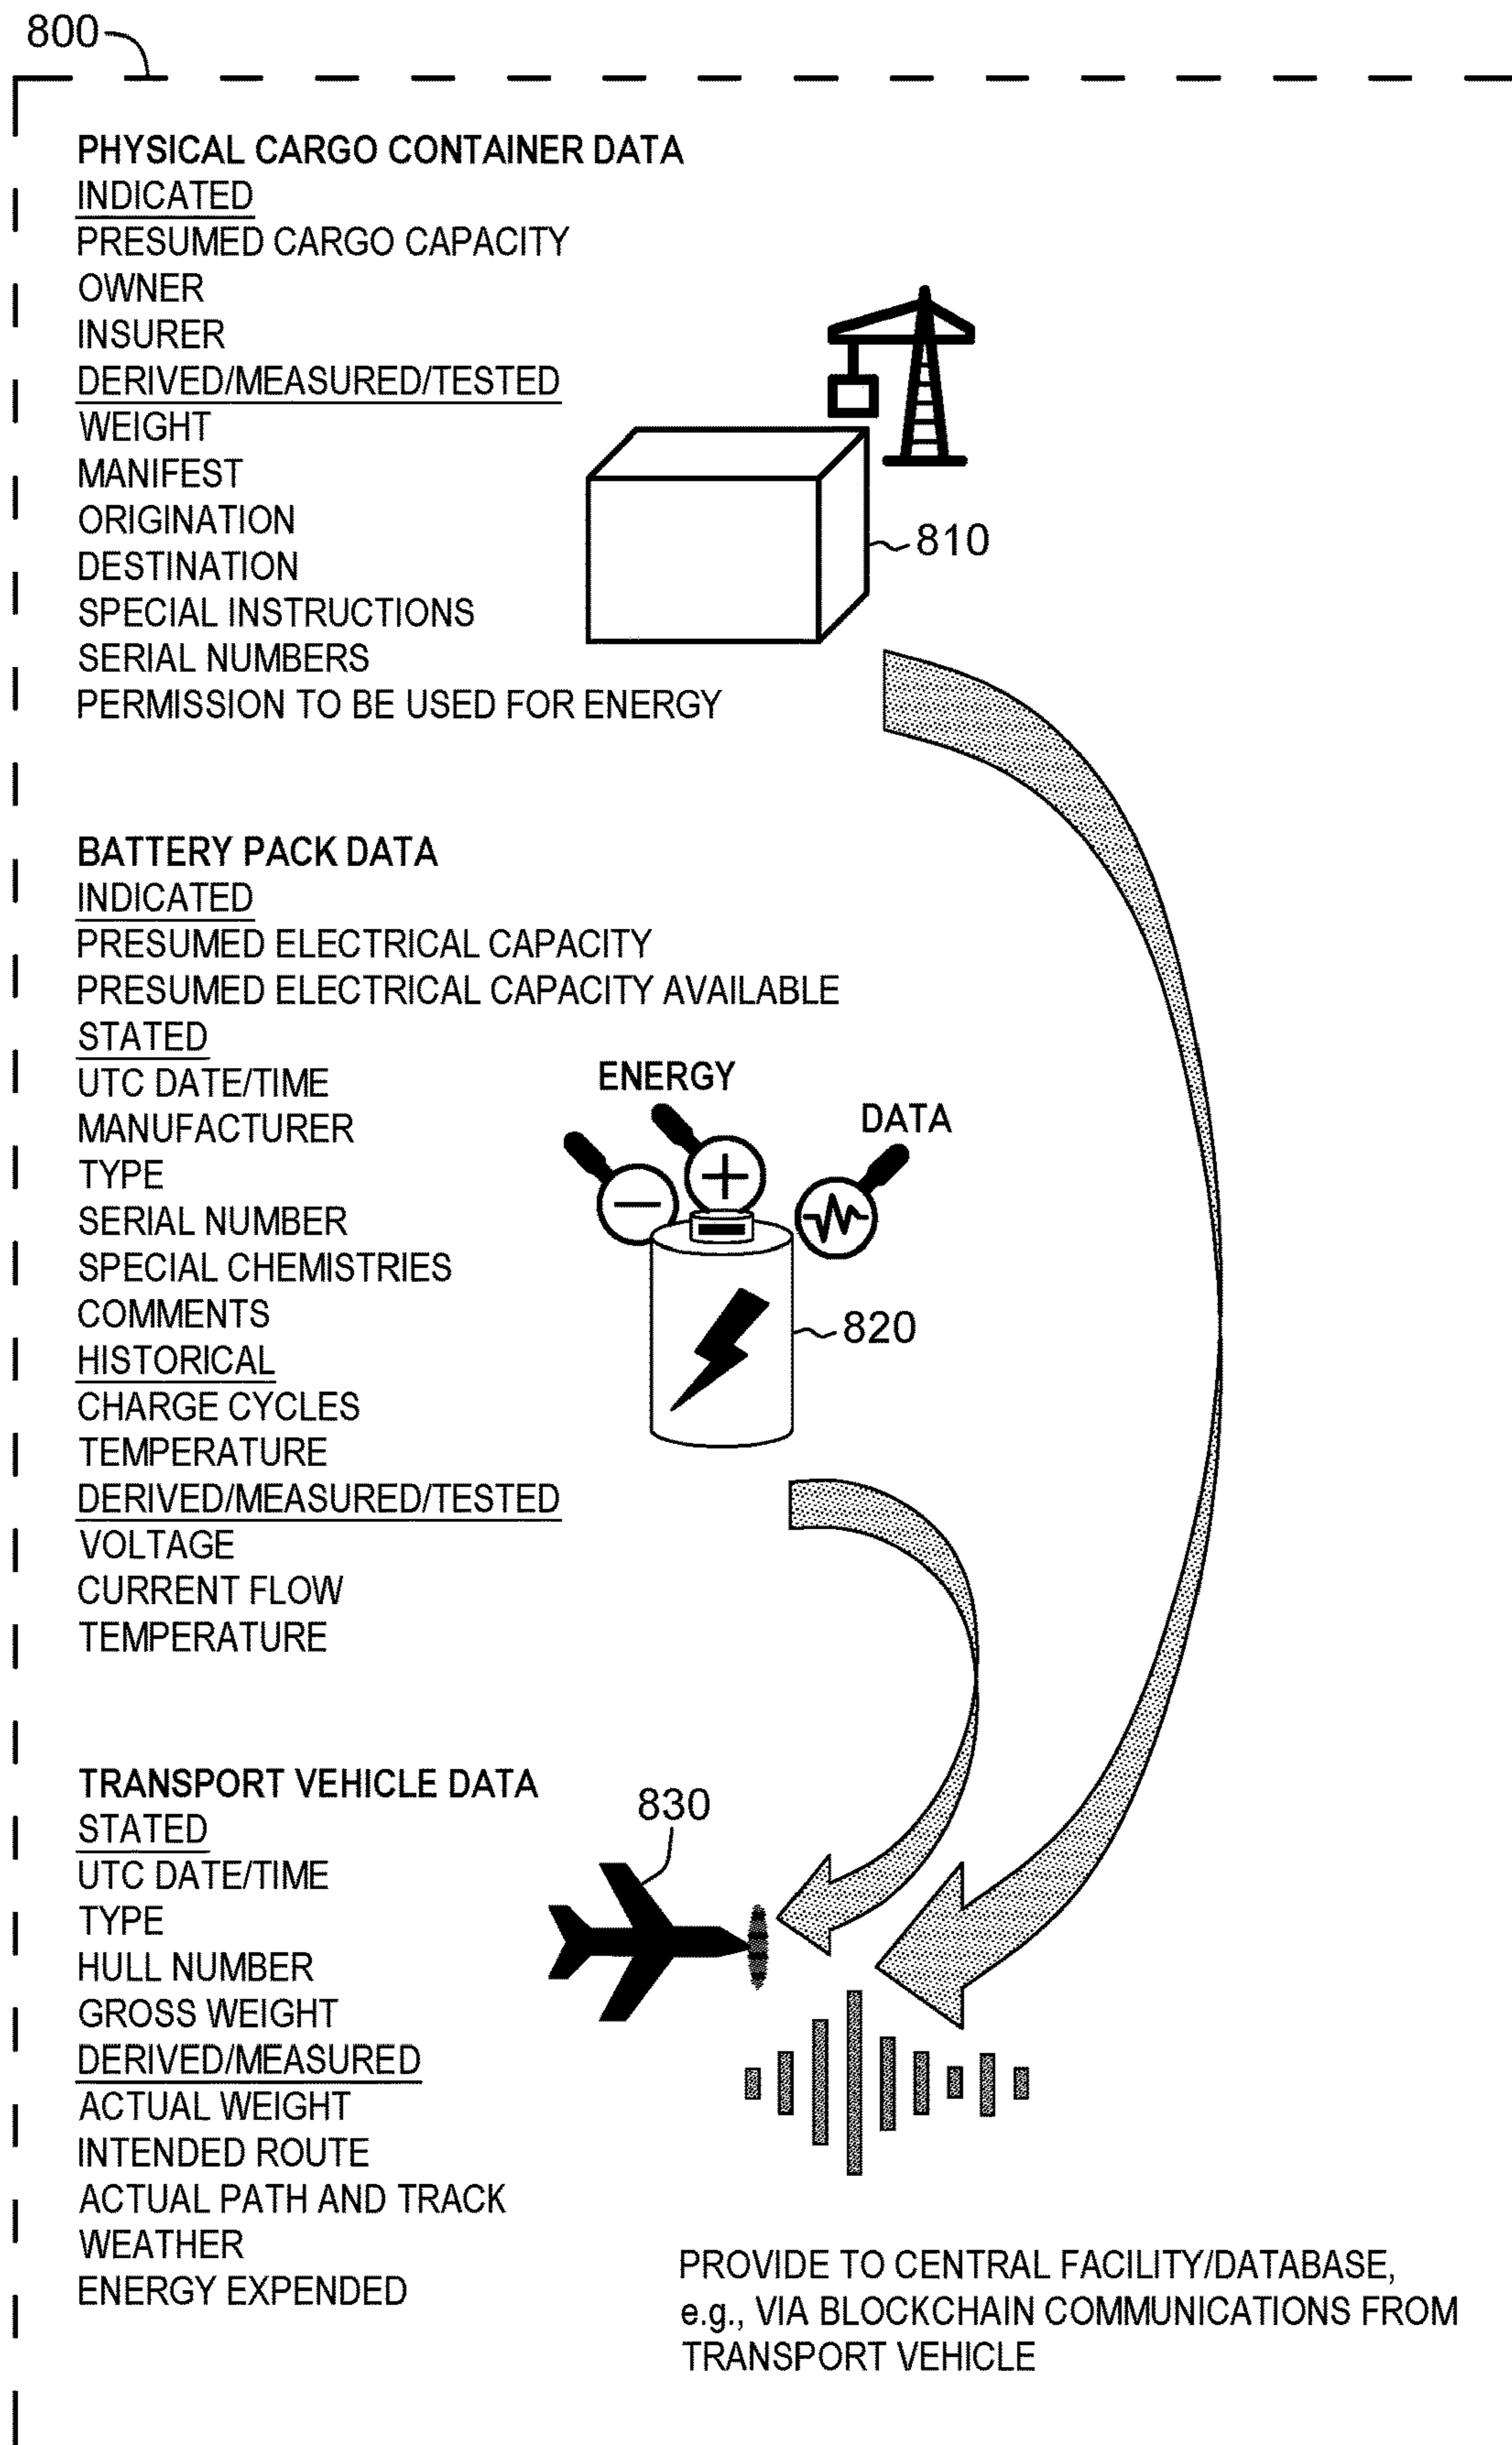 800
PHYSICAL CARGO CONTAINER DATA
INDICATED
PRESUMED CARGO CAPACITY
OWNER
INSURER
DERIVED/MEASURED/TESTED
WEIGHT
MANIFEST
ORIGINATION
DESTINATION
SPECIAL INSTRUCTIONS
SERIAL NUMBERS
PERMISSION TO BE USED FOR ENERGY
810
BATTERY PACK DATA
INDICATED
PRESUMED ELECTRICAL CAPACITY
PRESUMED ELECTRICAL CAPACITY AVAILABLE
STATED
UTC DATE/TIME
MANUFACTURER
TYPE
SERIAL NUMBER
SPECIAL CHEMISTRIES
COMMENTS
HISTORICAL
CHARGE CYCLES
TEMPERATURE
DERIVED/MEASURED/TESTED
VOLTAGE
CURRENT FLOW
TEMPERATURE
ENERGY
DATA
820
TRANSPORT VEHICLE DATA
STATED
UTC DATE/TIME
TYPE
HULL NUMBER
GROSS WEIGHT
DERIVED/MEASURED
ACTUAL WEIGHT
INTENDED ROUTE
ACTUAL PATH AND TRACK
WEATHER
ENERGY EXPENDED
830
PROVIDE TO CENTRAL FACILITY/DATABASE,
e.g., VIA BLOCKCHAIN COMMUNICATIONS FROM
TRANSPORT VEHICLE